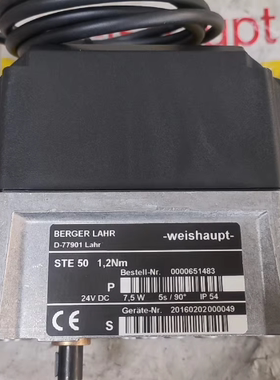 BERGER LAHR -weishaupt-
D-77901 Lahr
STE 50 1,2Nm
Bestell-Nr. 0000651483
P
24V DC 7,5 W 5s / 90° IP 54
Geräte-Nr. 20160202000049
CE S